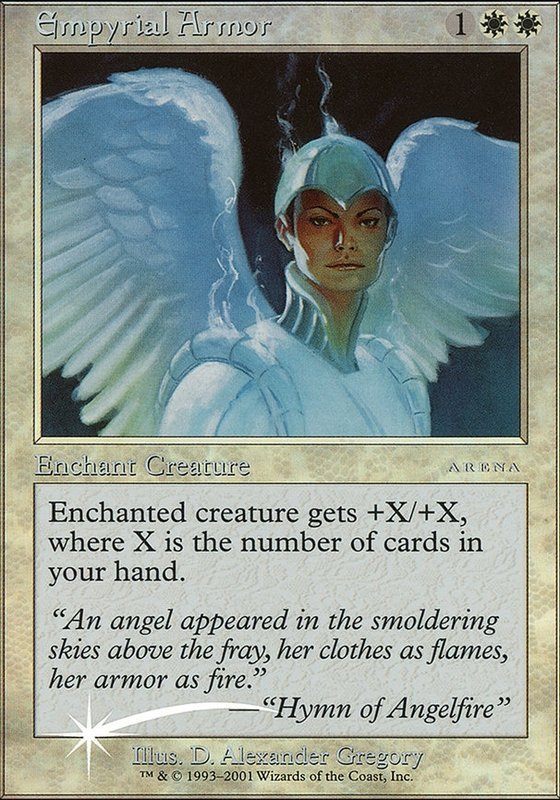 Empyrial Armor 1
Enchant Creature ARENA
Enchanted creature gets +X/+X,
where X is the number of cards in
your hand.
“An angel appeared in the smoldering
skies above the fray, her clothes as flames,
her armor as fire.”
—“Hymn of Angelfire”
Illus. D. Alexander Gregory
™ & © 1993–2001 Wizards of the Coast, Inc.